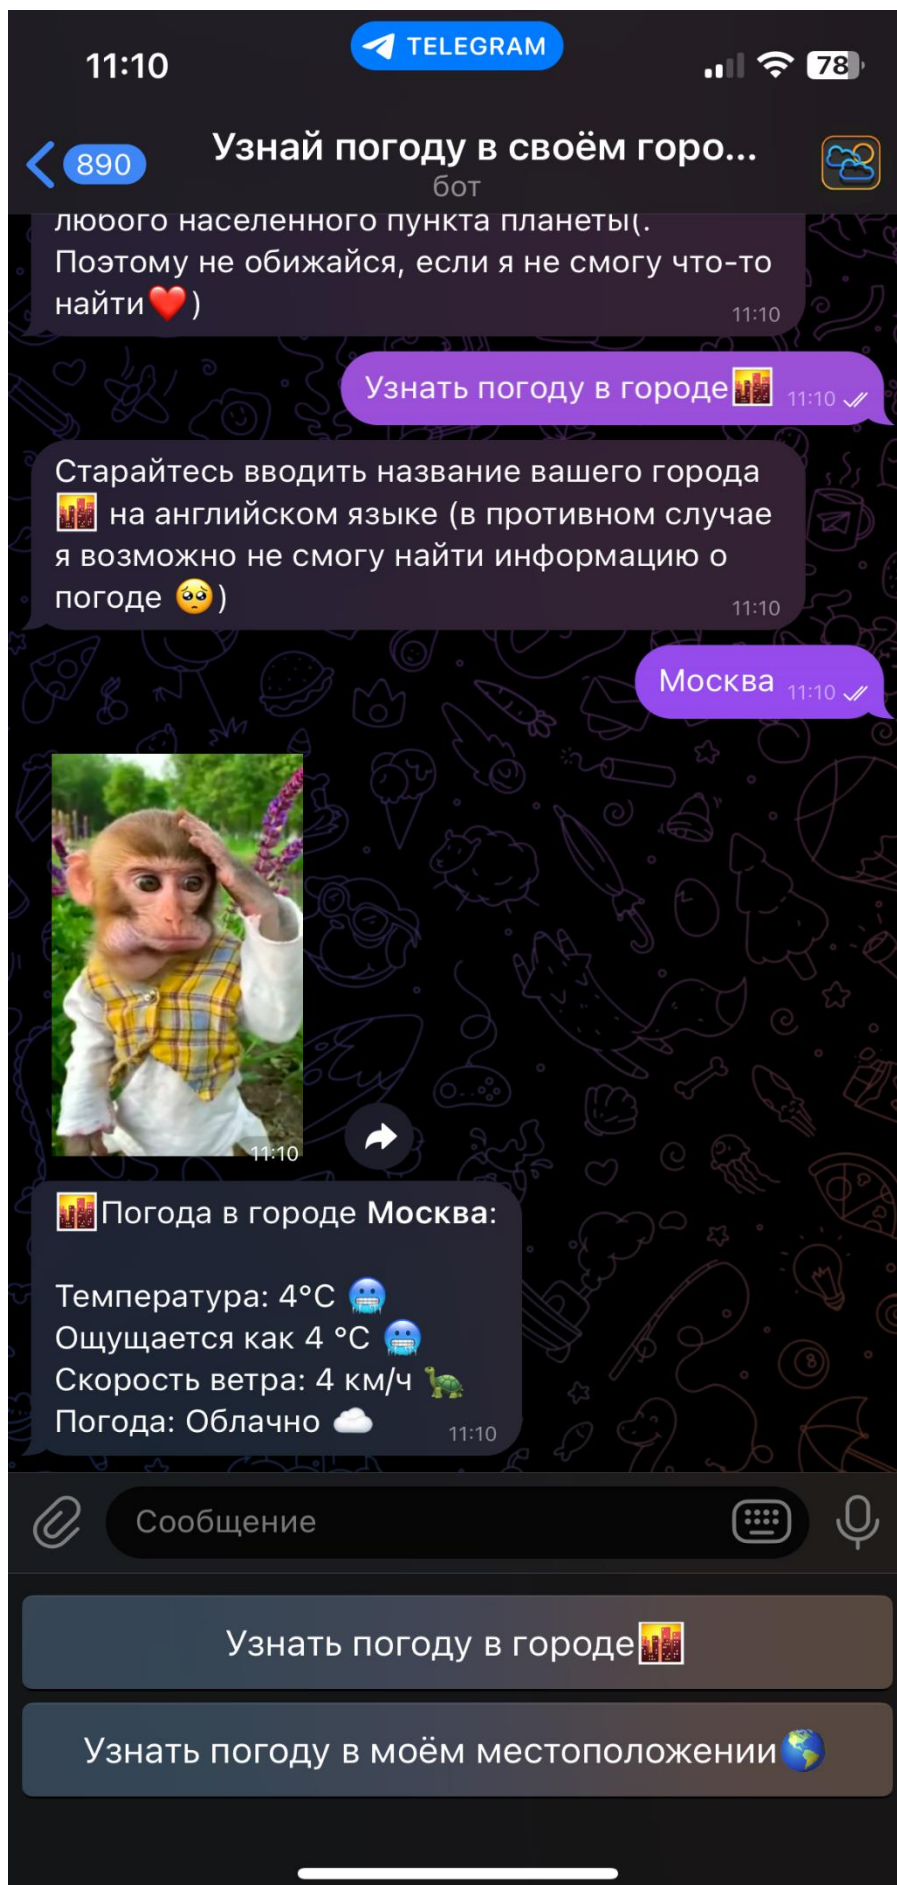 11:10
TELEGRAM
78
890
Узнай погоду в своём горо...
бот
любого населенного пункта планеты(.
Поэтому не обижайся, если я не смогу что-то
найти❤️)
11:10
Узнать погоду в городе🌇
11:10
Старайтесь вводить название вашего города
🌇 на английском языке (в противном случае
я возможно не смогу найти информацию о
погоде 🥺)
11:10
Москва
11:10
11:10
🌇Погода в городе Москва:
Температура: 4°C 🥶
Ощущается как 4 °C 🥶
Скорость ветра: 4 км/ч 🐢
Погода: Облачно ☁️
11:10
Сообщение
Узнать погоду в городе🌇
Узнать погоду в моём местоположении🌎